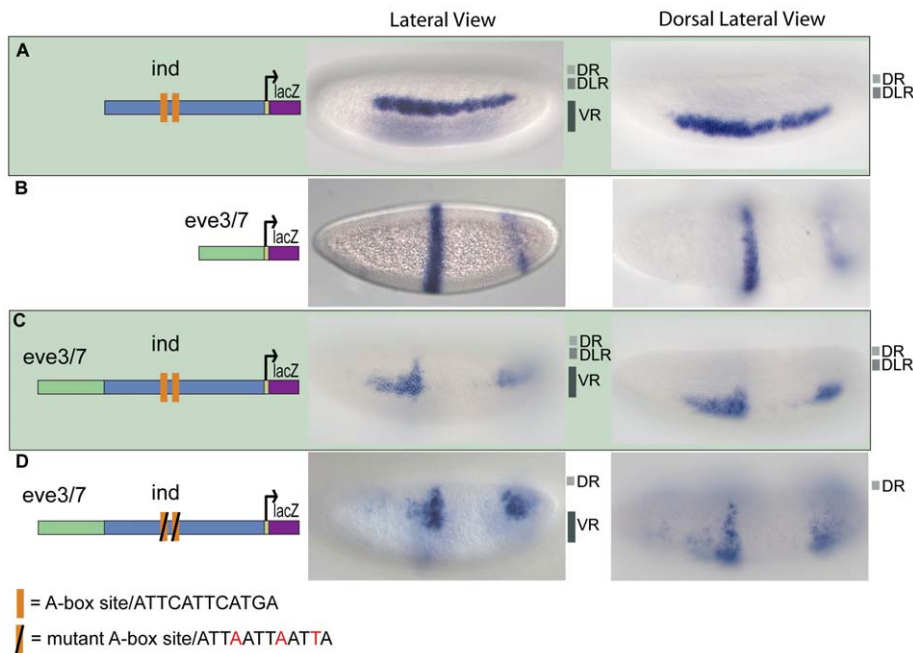 Lateral View
Dorsal Lateral View
A
ind
lacZ
DR
DLR
VR
DR
DLR
B
eve3/7
lacZ
C
eve3/7
ind
lacZ
DR
DLR
VR
DR
DLR
D
eve3/7
ind
lacZ
DR
VR
DR
= A-box site/ATTCATTCATGA
= mutant A-box site/ATTAATTAATTA